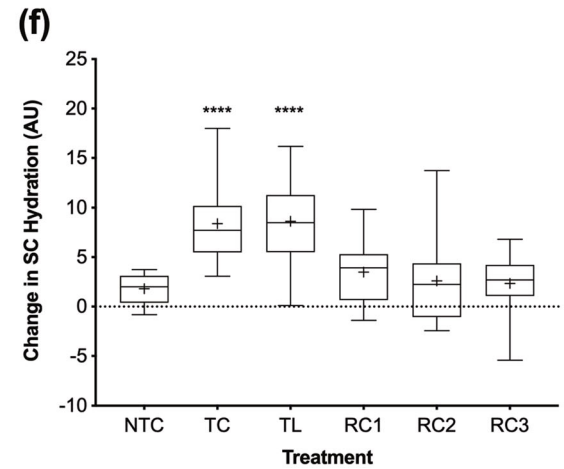 (f)
Change in SC Hydration (AU)
25
20
15
10
5
0
-5
-10
**** ****
NTC TC TL RC1 RC2 RC3
Treatment